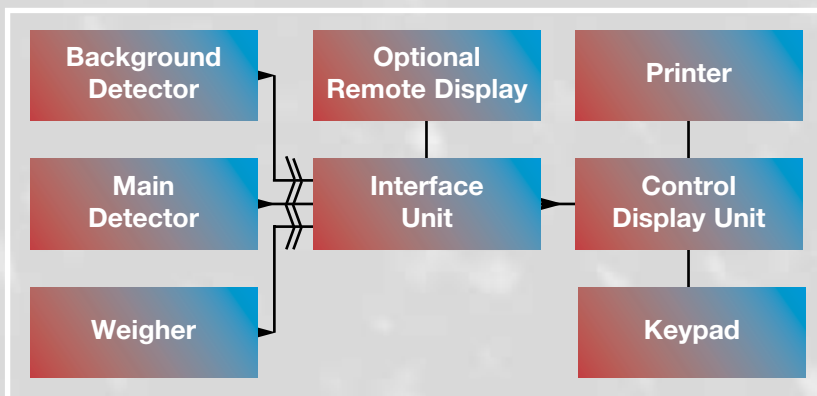 Background
Detector
Optional
Remote Display
Printer
Main
Detector
Interface
Unit
Control
Display Unit
Weigher
Keypad